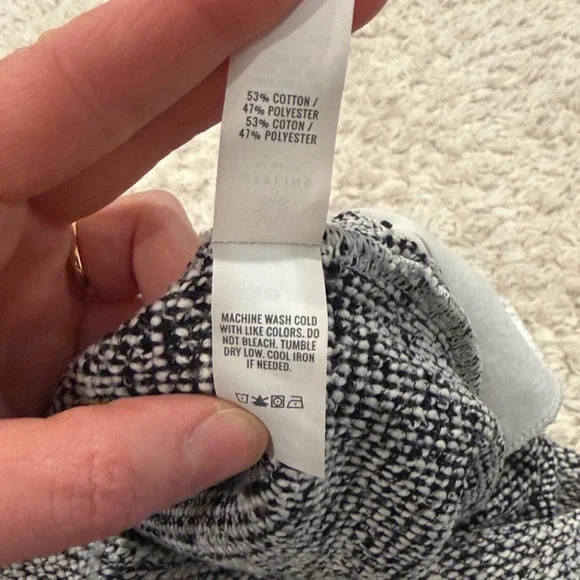 53% COTTON /
47% POLYESTER
53% COTON /
47% POLYESTER
MACHINE WASH COLD
WITH LIKE COLORS. DO
NOT BLEACH. TUMBLE
DRY LOW. COOL IRON
IF NEEDED.